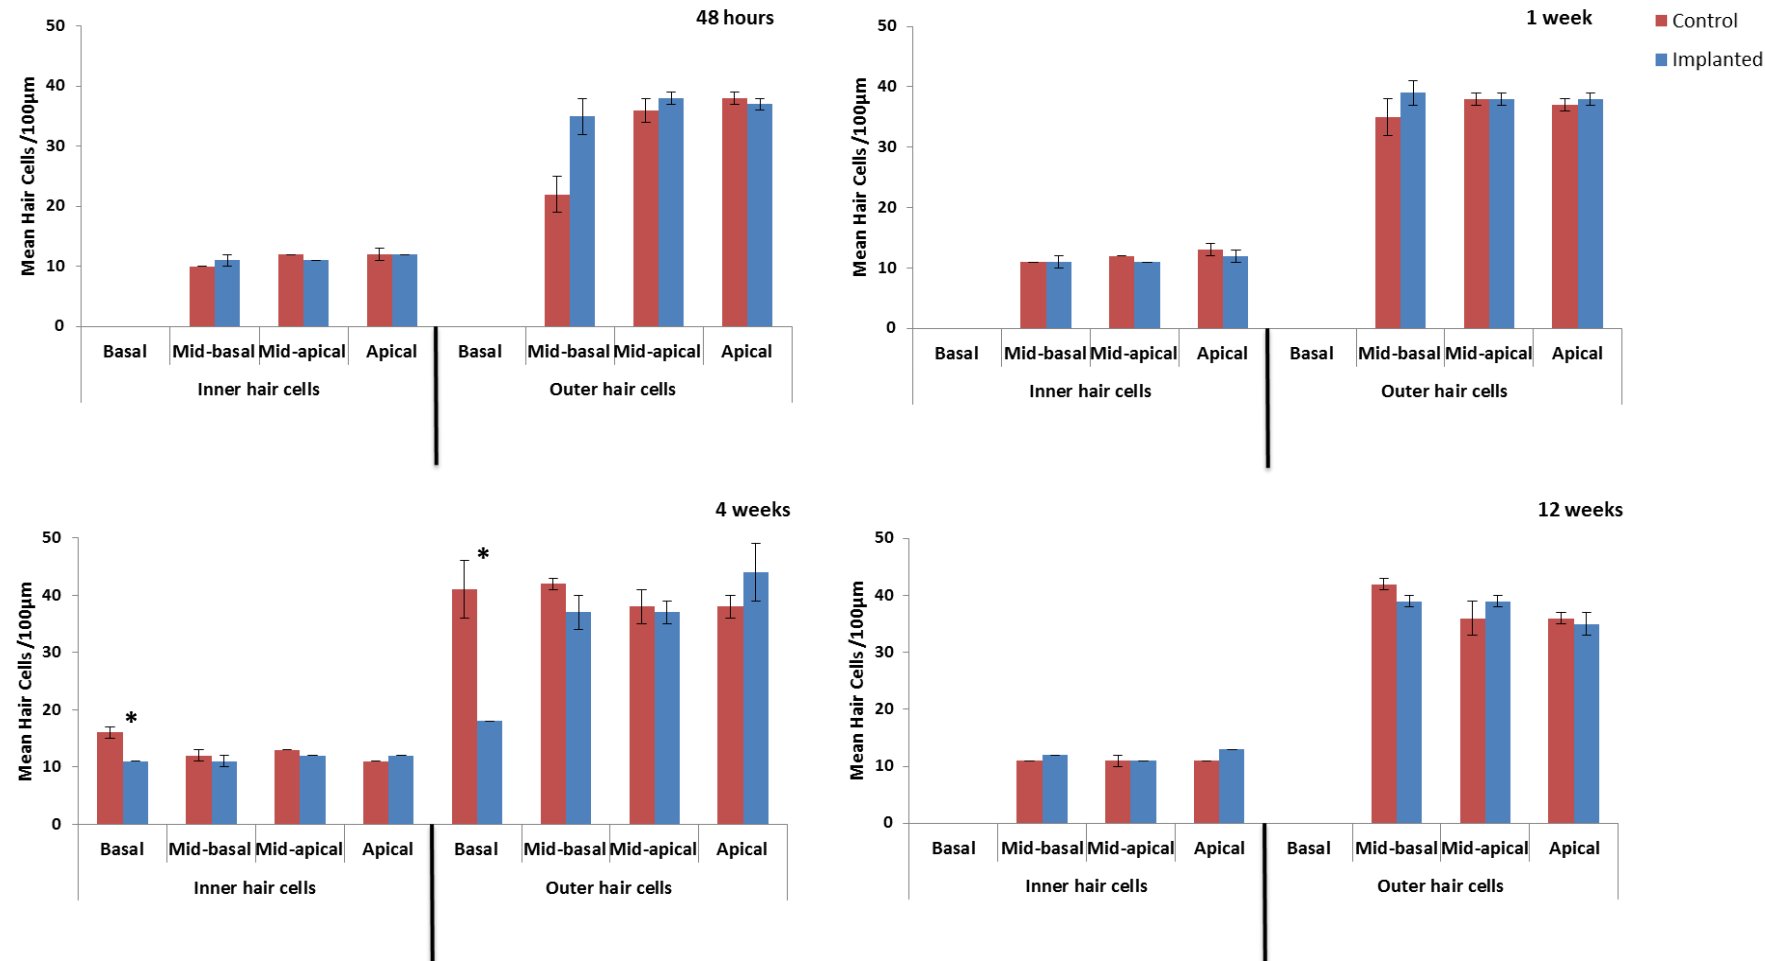 48 hours
50
40
30
20
10
0
Mean Hair Cells /100µm
Basal Mid-basal Mid-apical Apical Basal Mid-basal Mid-apical Apical
Inner hair cells Outer hair cells
1 week
50
40
30
20
10
0
Mean Hair Cells /100µm
Basal Mid-basal Mid-apical Apical Basal Mid-basal Mid-apical Apical
Inner hair cells Outer hair cells
Control
Implanted
4 weeks
50
40
30
20
10
0
Mean Hair Cells /100µm
*
*
Basal Mid-basal Mid-apical Apical Basal Mid-basal Mid-apical Apical
Inner hair cells Outer hair cells
12 weeks
50
40
30
20
10
0
Mean Hair Cells /100µm
Basal Mid-basal Mid-apical Apical Basal Mid-basal Mid-apical Apical
Inner hair cells Outer hair cells